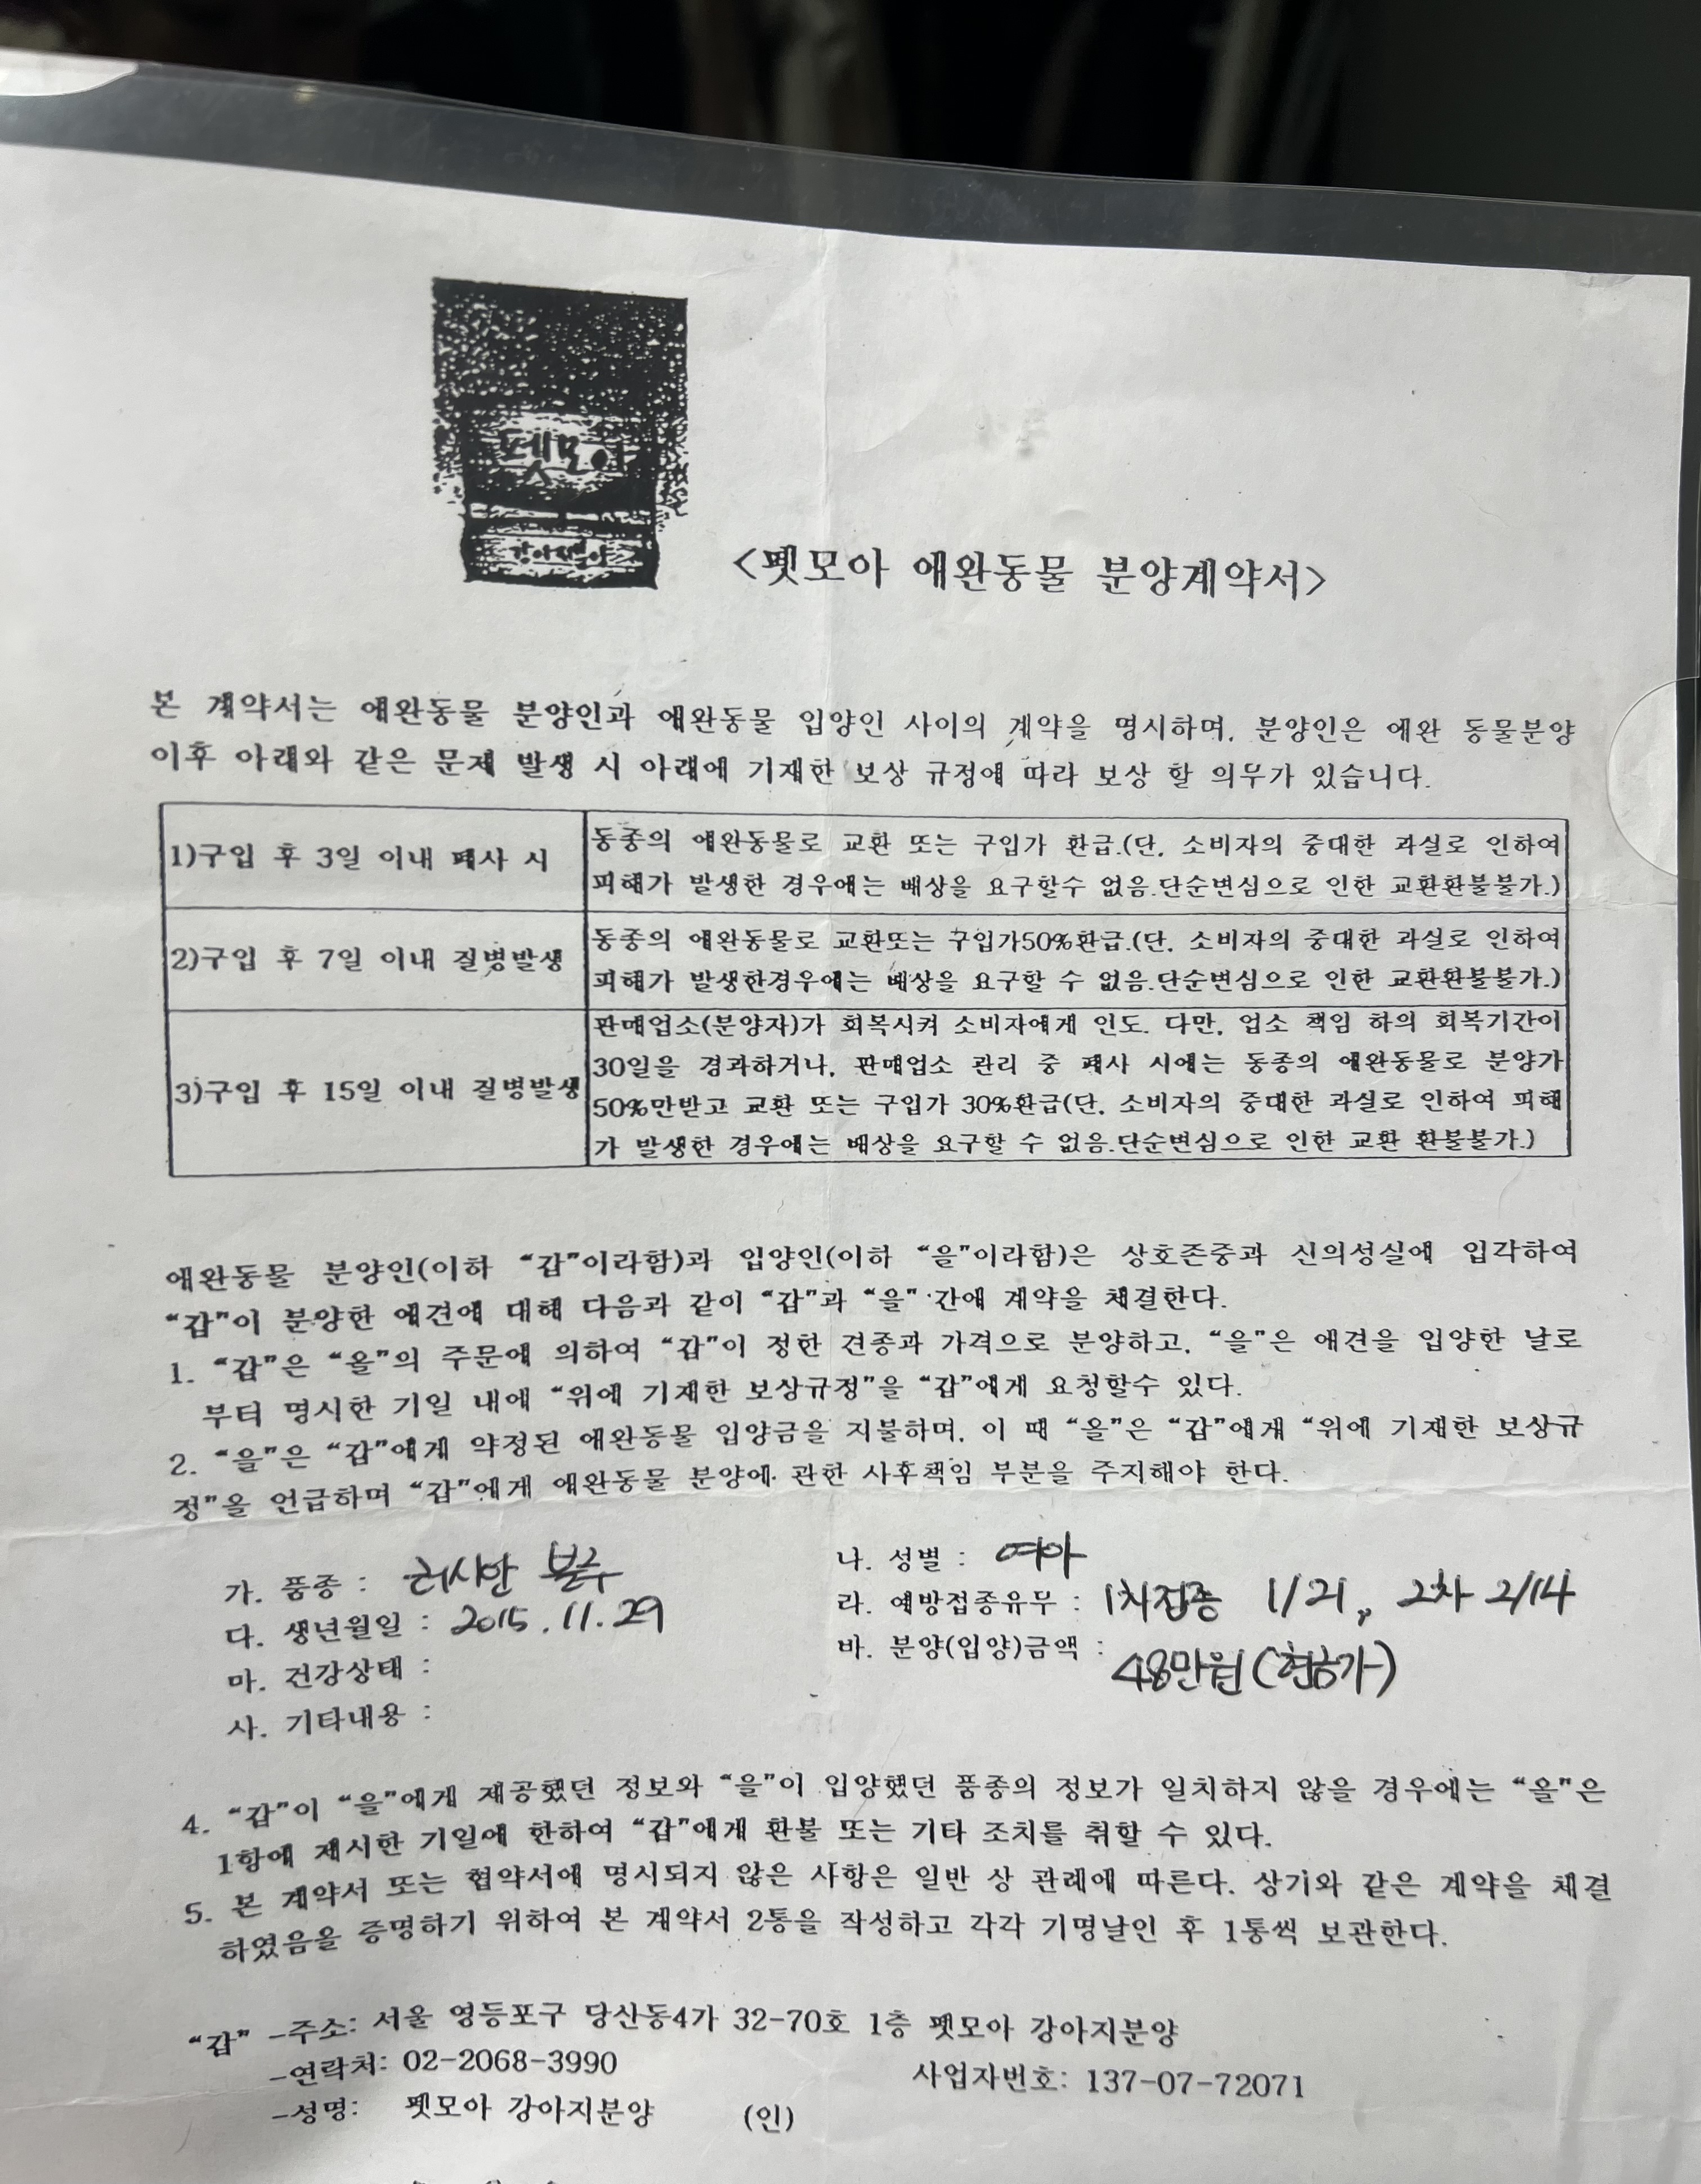 펫모아
<펫모아 애완동물 분양계약서>
본 계약서는 애완동물 분양인과 애완동물 입양인 사이의 계약을 명시하며, 분양인은 애완 동물분양
이후 아래와 같은 문제 발생 시 아래에 기재한 보상 규정에 따라 보상 할 의무가 있습니다.
1)구입 후 3일 이내 폐사 시
동종의 애완동물로 교환 또는 구입가 환급.(단, 소비자의 중대한 과실로 인하여
피해가 발생한 경우에는 배상을 요구할수 없음.단순변심으로 인한 교환환불불가.)
2)구입 후 7일 이내 질병발생
동종의 애완동물로 교환또는 구입가50%환급.(단, 소비자의 중대한 과실로 인하여
피해가 발생한경우에는 배상을 요구할 수 없음.단순변심으로 인한 교환환불불가.)
3)구입 후 15일 이내 질병발생
판매업소(분양자)가 회복시켜 소비자에게 인도. 다만, 업소 책임 하의 회복기간이
30일을 경과하거나, 판매업소 관리 중 폐사 시에는 동종의 애완동물로 분양가
50%만받고 교환 또는 구입가 30%환급(단, 소비자의 중대한 과실로 인하여 피해
가 발생한 경우에는 배상을 요구할 수 없음.단순변심으로 인한 교환 환불불가.)
애완동물 분양인(이하 “갑”이라함)과 입양인(이하 “을”이라함)은 상호존중과 신의성실에 입각하여
“갑”이 분양한 애견에 대해 다음과 같이 “갑”과 “을” 간에 계약을 체결한다.
1. “갑”은 “을”의 주문에 의하여 “갑”이 정한 견종과 가격으로 분양하고, “을”은 애견을 입양한 날로
부터 명시한 기일 내에 “위에 기재한 보상규정”을 “갑”에게 요청할수 있다.
2. “을”은 “갑”에게 약정된 애완동물 입양금을 지불하며, 이 때 “을”은 “갑”에게 “위에 기재한 보상규
정”을 언급하며 “갑”에게 애완동물 분양에 관한 사후책임 부분을 주지해야 한다.
가. 품종 : 러시안 블루
나. 성별 : 여아
다. 생년월일 : 2015. 11. 29
라. 예방접종유무 : 1차접종 1/21, 2차 2/14
마. 건강상태 :
바. 분양(입양)금액 : 48만원(현금가)
사. 기타내용 :
4. “갑”이 “을”에게 제공했던 정보와 “을”이 입양했던 품종의 정보가 일치하지 않을 경우에는 “을”은
1항에 제시한 기일에 한하여 “갑”에게 환불 또는 기타 조치를 취할 수 있다.
5. 본 계약서 또는 협약서에 명시되지 않은 사항은 일반 상 관례에 따른다. 상기와 같은 계약을 체결
하였음을 증명하기 위하여 본 계약서 2통을 작성하고 각각 기명날인 후 1통씩 보관한다.
“갑” -주소: 서울 영등포구 당산동4가 32-70호 1층 펫모아 강아지분양
-연락처: 02-2068-3990
사업자번호: 137-07-72071
-성명: 펫모아 강아지분양 (인)